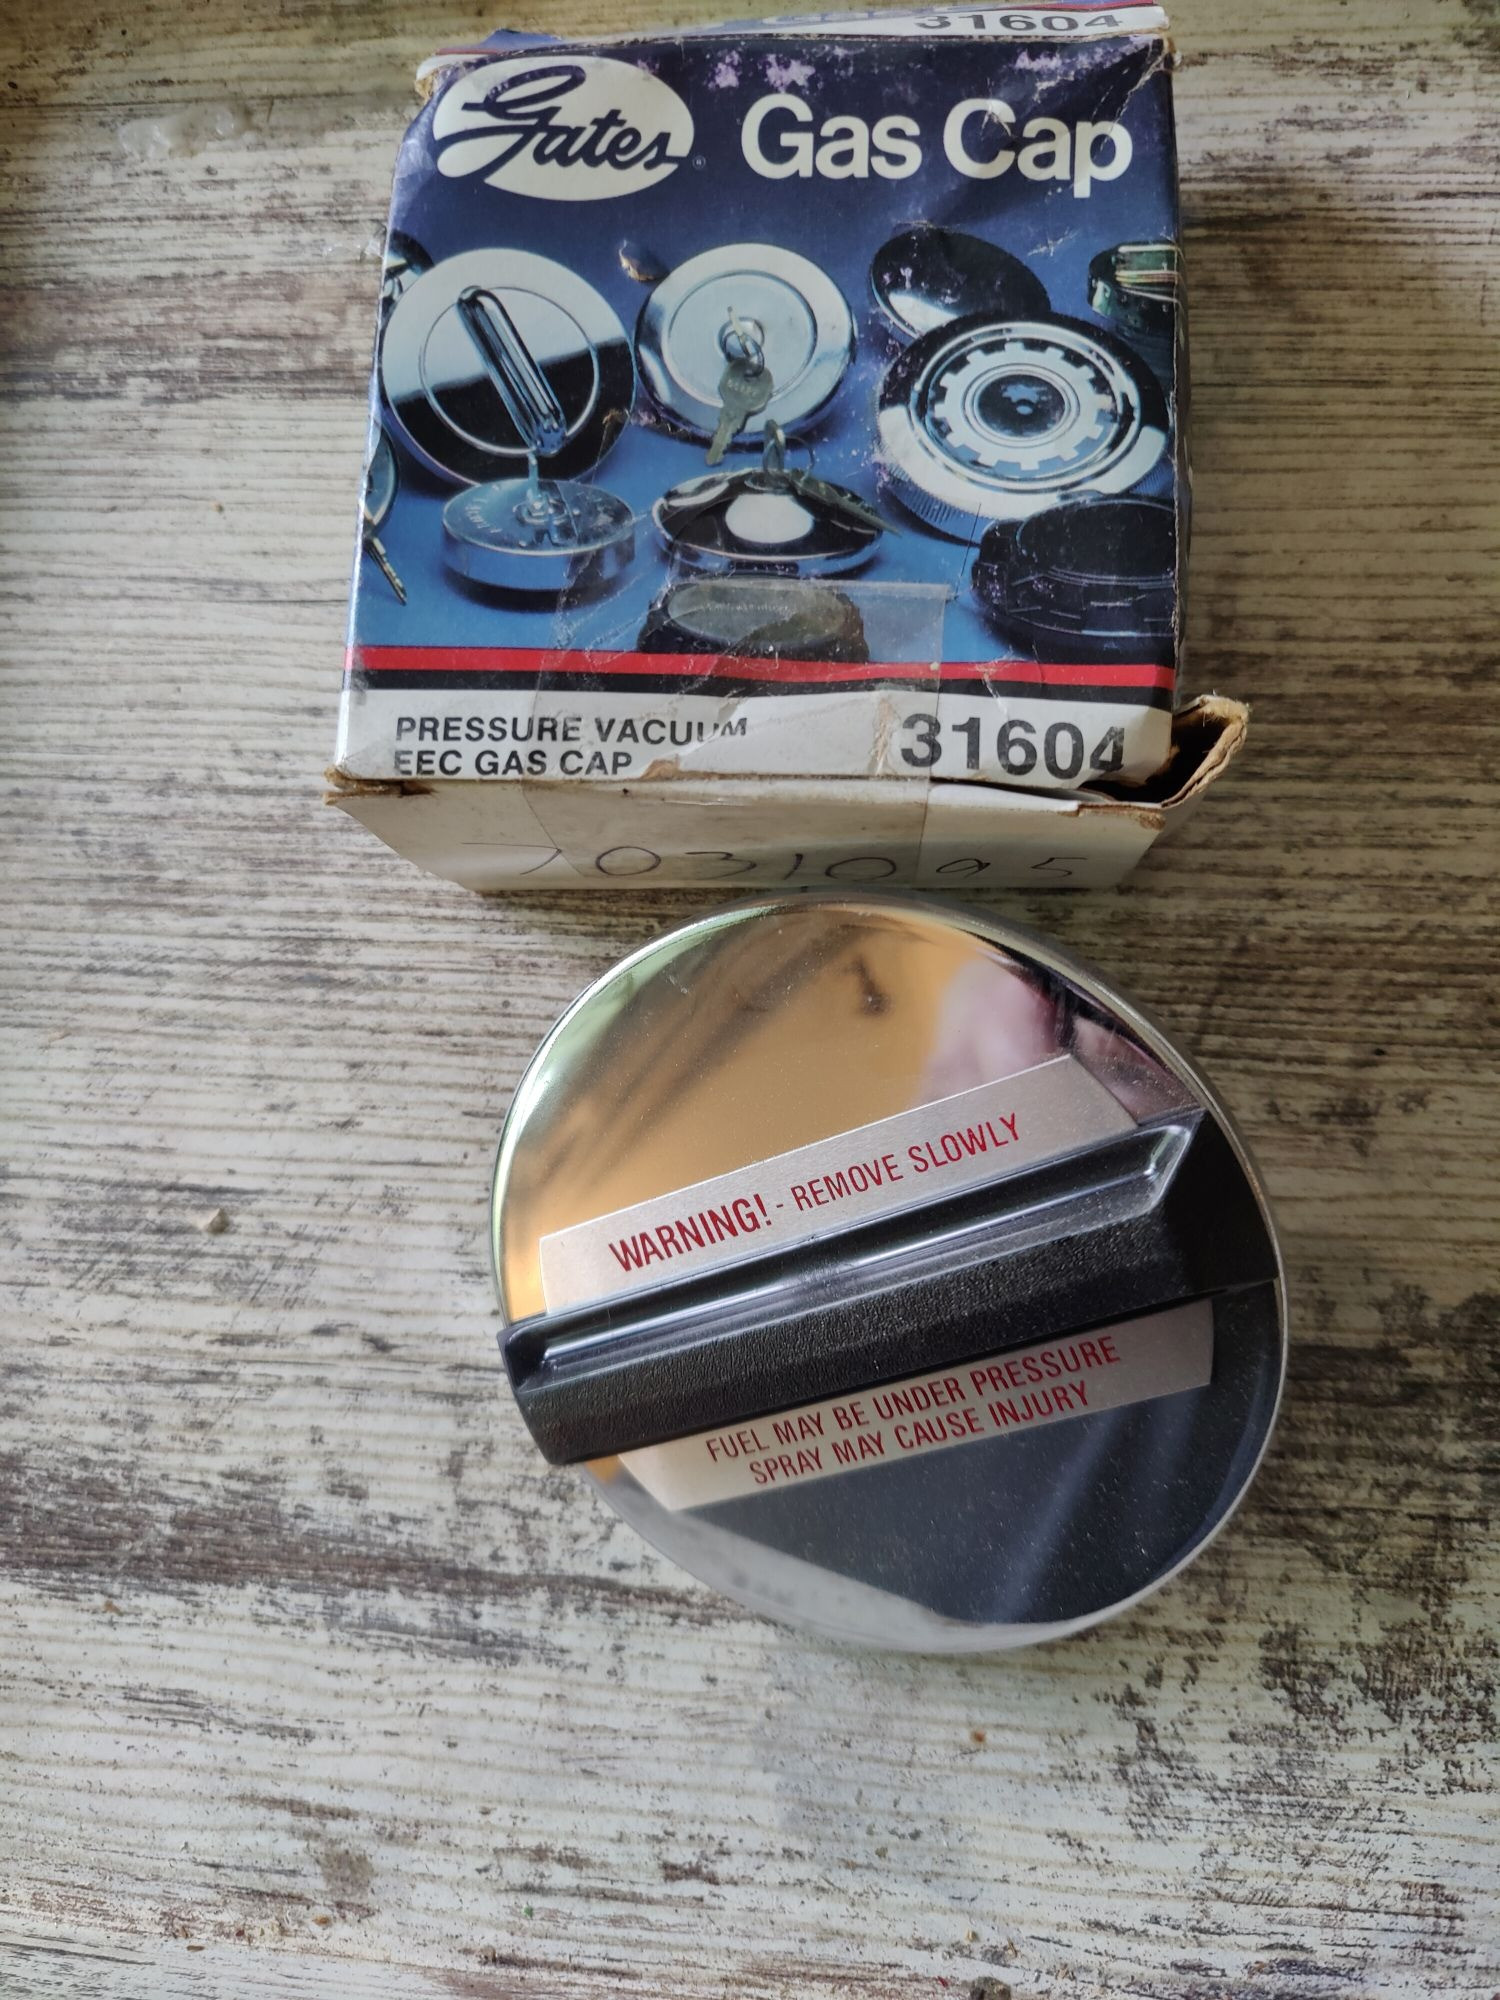 31604
Gates
Gas Cap
PRESSURE VACUUM
EEC GAS CAP
31604
7031095
WARNING! - REMOVE SLOWLY
FUEL MAY BE UNDER PRESSURE
SPRAY MAY CAUSE INJURY